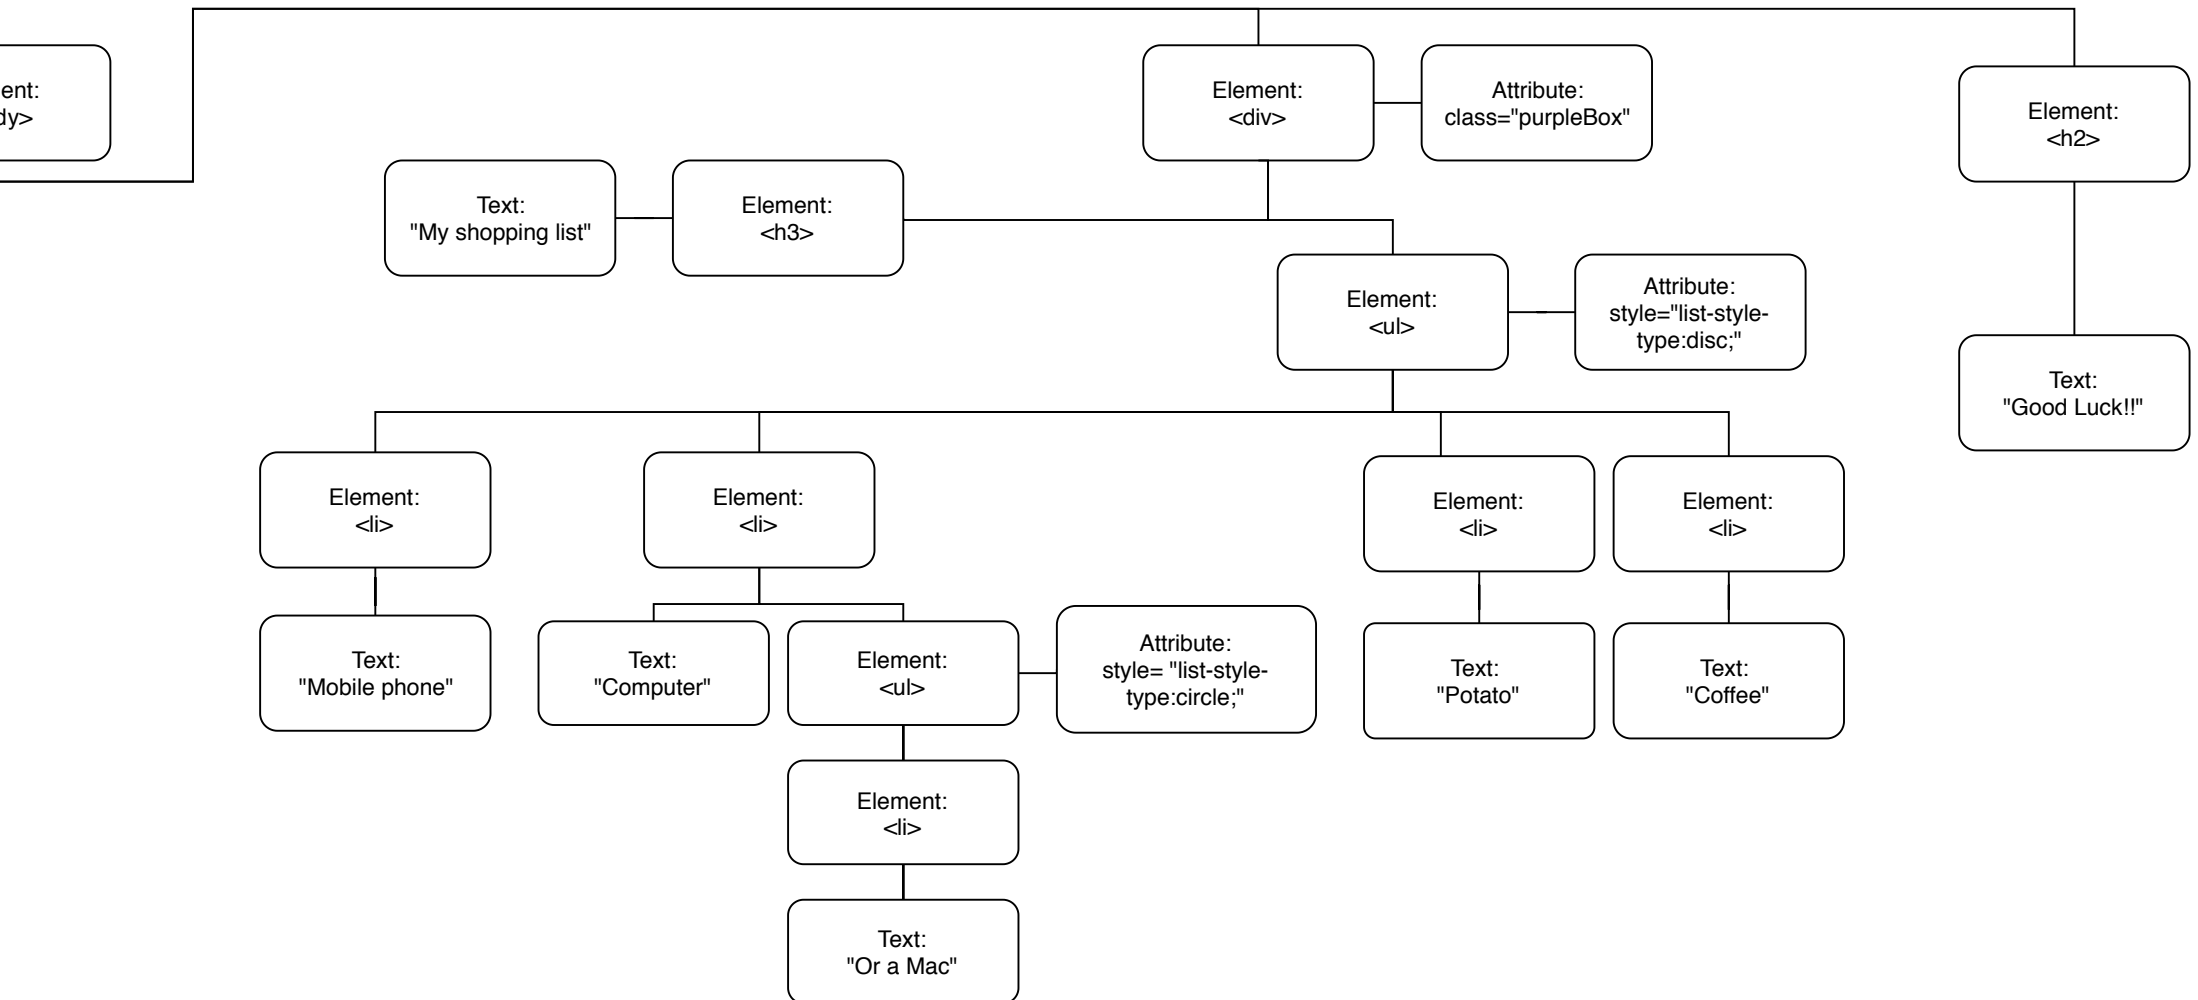 ent:
dy>
Element:
<div>
Attribute:
class="purpleBox"
Element:
<h2>
Text:
"My shopping list"
Element:
<h3>
Element:
<ul>
Attribute:
style="list-style-
type:disc;"
Text:
"Good Luck!!"
Element:
<li>
Element:
<li>
Element:
<li>
Element:
<li>
Text:
"Mobile phone"
Text:
"Computer"
Element:
<ul>
Attribute:
style= "list-style-
type:circle;"
Text:
"Potato"
Text:
"Coffee"
Element:
<li>
Text:
"Or a Mac"